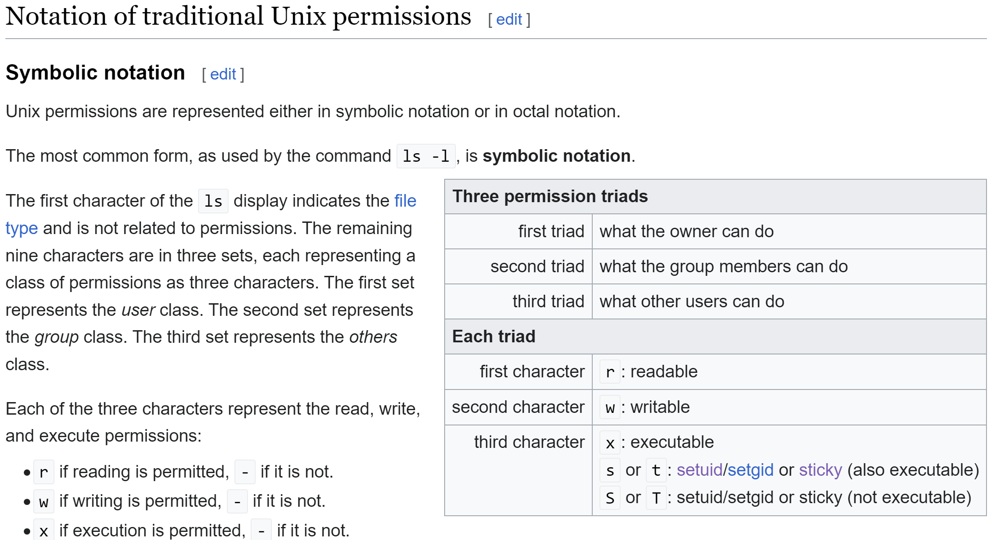 Notation of traditional Unix permissions [ edit ]
Symbolic notation [ edit ]
Unix permissions are represented either in symbolic notation or in octal notation.
The most common form, as used by the command ls -l, is symbolic notation.
The first character of the ls display indicates the file
type and is not related to permissions. The remaining
nine characters are in three sets, each representing a
class of permissions as three characters. The first set
represents the user class. The second set represents
the group class. The third set represents the others
class.
Each of the three characters represent the read, write,
and execute permissions:
• r if reading is permitted, - if it is not.
• w if writing is permitted, - if it is not.
• x if execution is permitted, - if it is not.
Three permission triads
first triad what the owner can do
second triad what the group members can do
third triad what other users can do
Each triad
first character r: readable
second character w: writable
third character x: executable
s or t: setuid/setgid or sticky (also executable)
S or T: setuid/setgid or sticky (not executable)